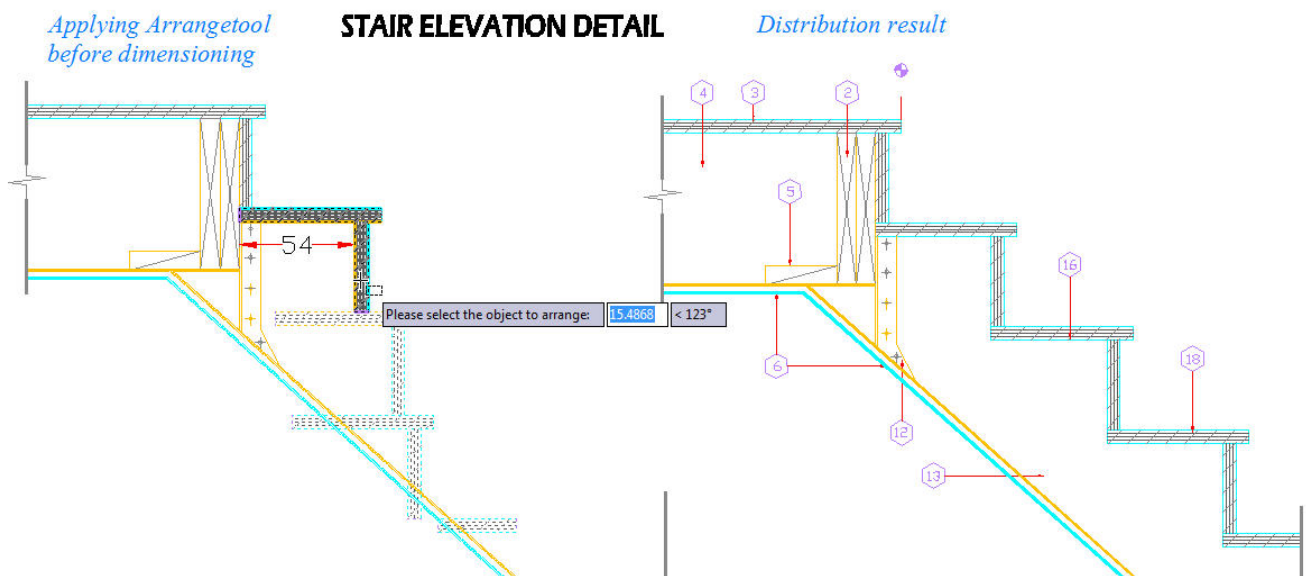 Applying Arrangetool
before dimensioning
STAIR ELEVATION DETAIL
Distribution result
4
3
2
5
54
16
Please select the object to arrange:
15.4868
< 123°
6
18
12
13